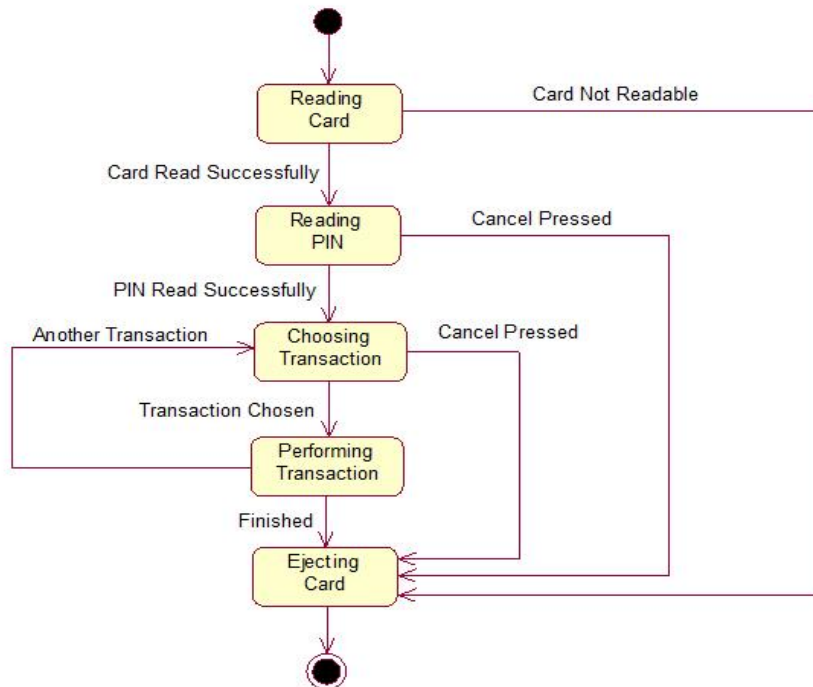 Reading
Card
Card Not Readable
Card Read Successfully
Reading
PIN
Cancel Pressed
PIN Read Successfully
Another Transaction
Choosing
Transaction
Cancel Pressed
Transaction Chosen
Performing
Transaction
Finished
Ejecting
Card